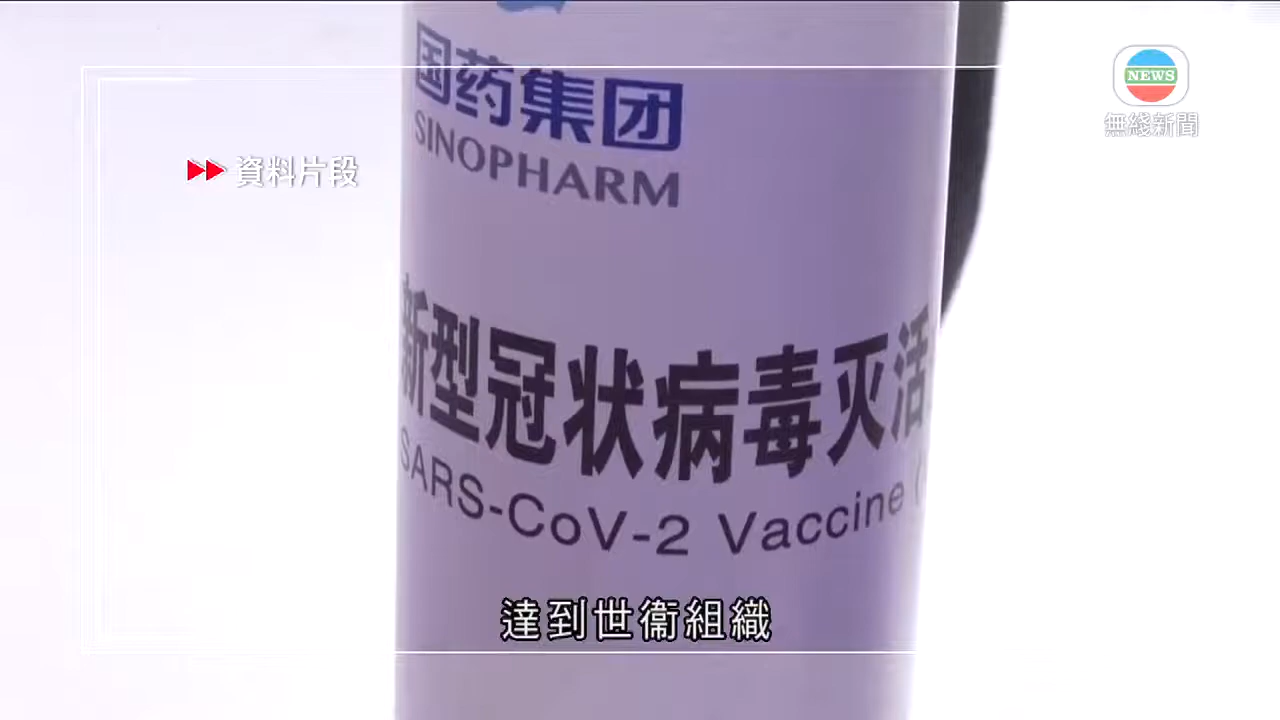 国药集团
SINOPHARM
NEWS
無綫新聞
資料片段
新型冠状病毒灭活
SARS-CoV-2 Vaccine (
達到世衞組織